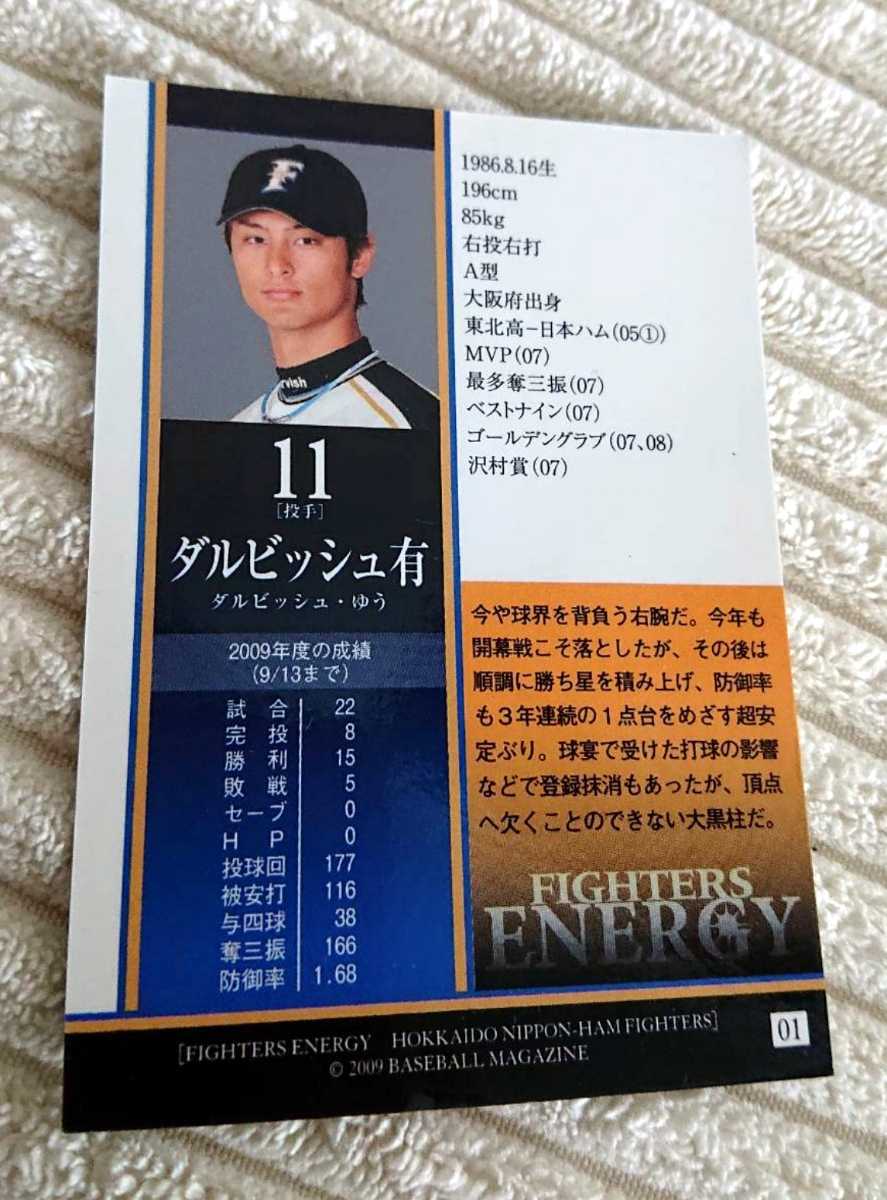 F
rvish
11
[投手]
ダルビッシュ有
ダルビッシュ・ゆう
2009年度の成績
(9/13まで)
試合 22
完投 8
勝利 15
敗戦 5
セーブ 0
HP 0
投球回 177
被安打 116
与四球 38
奪三振 166
防御率 1.68
1986.8.16生
196cm
85kg
右投右打
A型
大阪府出身
東北高−日本ハム(05①)
MVP(07)
最多奪三振(07)
ベストナイン(07)
ゴールデングラブ(07、08)
沢村賞(07)
今や球界を背負う右腕だ。今年も
開幕戦こそ落としたが、その後は
順調に勝ち星を積み上げ、防御率
も3年連続の1点台をめざす超安
定ぶり。球宴で受けた打球の影響
などで登録抹消もあったが、頂点
へ欠くことのできない大黒柱だ。
FIGHTERS
ENERGY
[FIGHTERS ENERGY HOKKAIDO NIPPON-HAM FIGHTERS]
© 2009 BASEBALL MAGAZINE
01